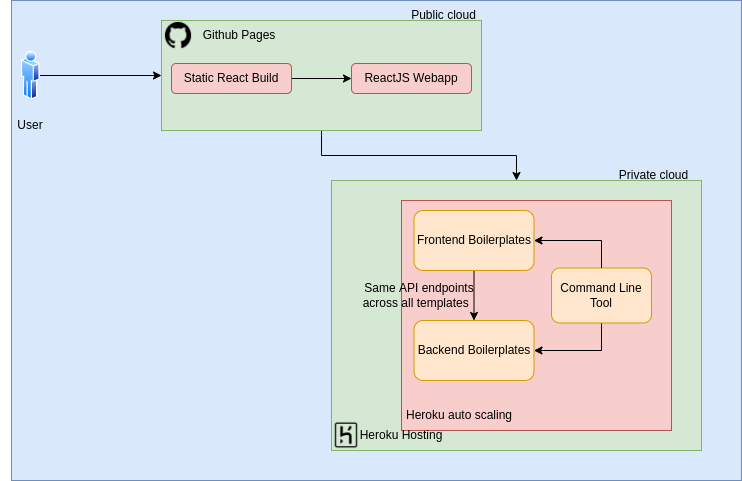 Public cloud
Github Pages
Static React Build
ReactJS Webapp
User
Private cloud
Frontend Boilerplates
Same API endpoints
across all templates
Command Line
Tool
Backend Boilerplates
Heroku auto scaling
Heroku Hosting